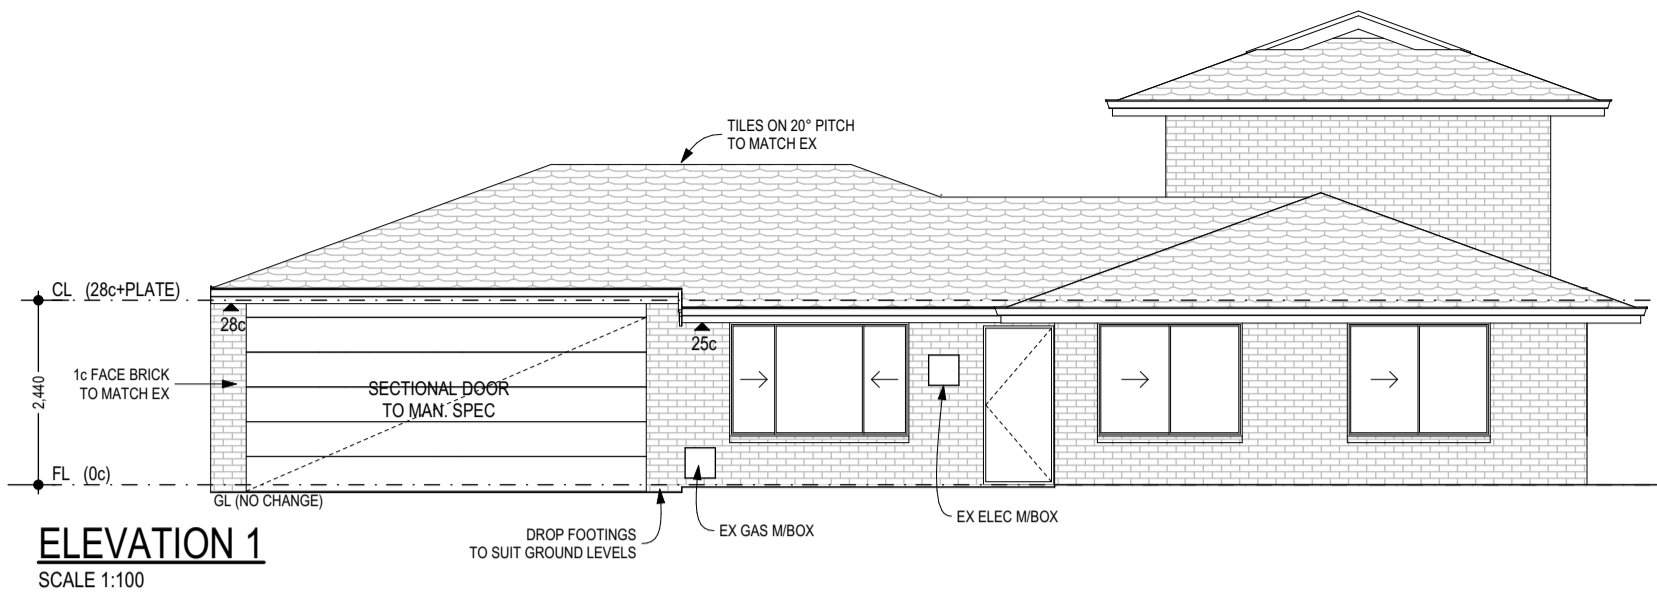 TILES ON 20° PITCH
TO MATCH EX
CL (28c+PLATE)
28c
25c
1c FACE BRICK
TO MATCH EX
2,440
SECTIONAL DOOR
TO MAN. SPEC
FL (0c)
GL (NO CHANGE)
DROP FOOTINGS
TO SUIT GROUND LEVELS
EX GAS M/BOX
EX ELEC M/BOX
ELEVATION 1
SCALE 1:100